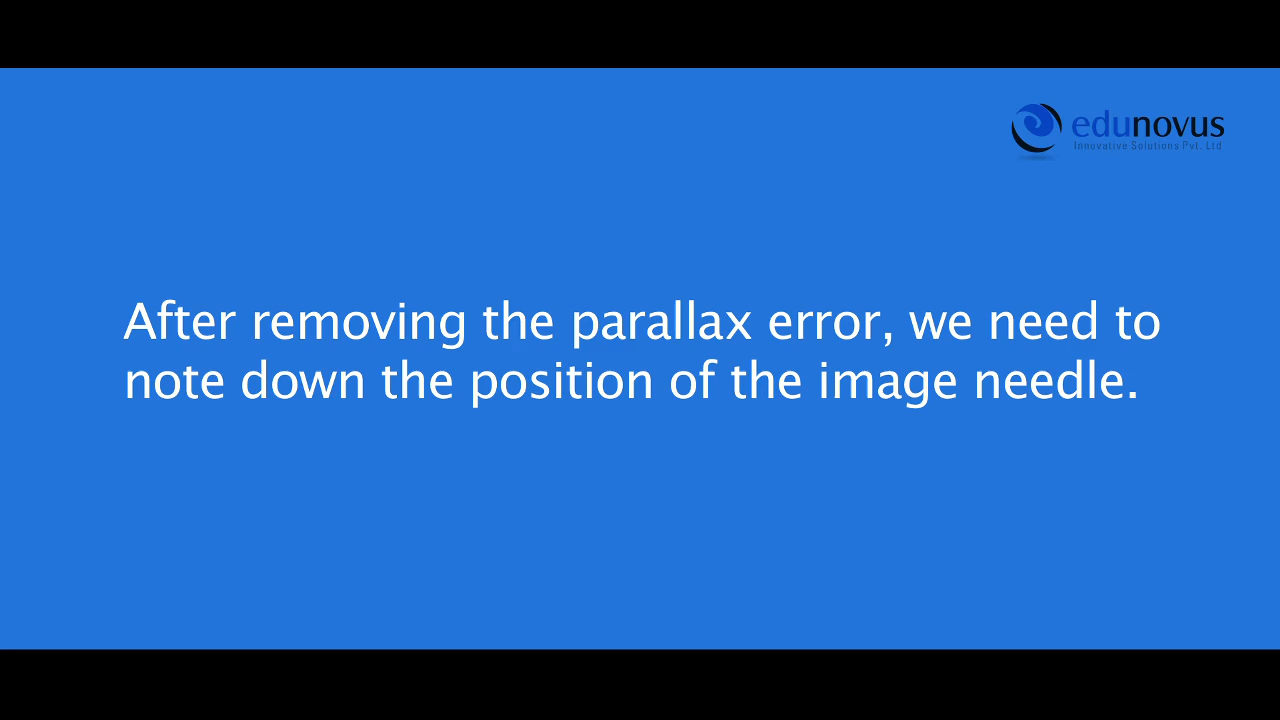 edunovus
Innovative Solutions Pvt. Ltd
After removing the parallax error, we need to
note down the position of the image needle.